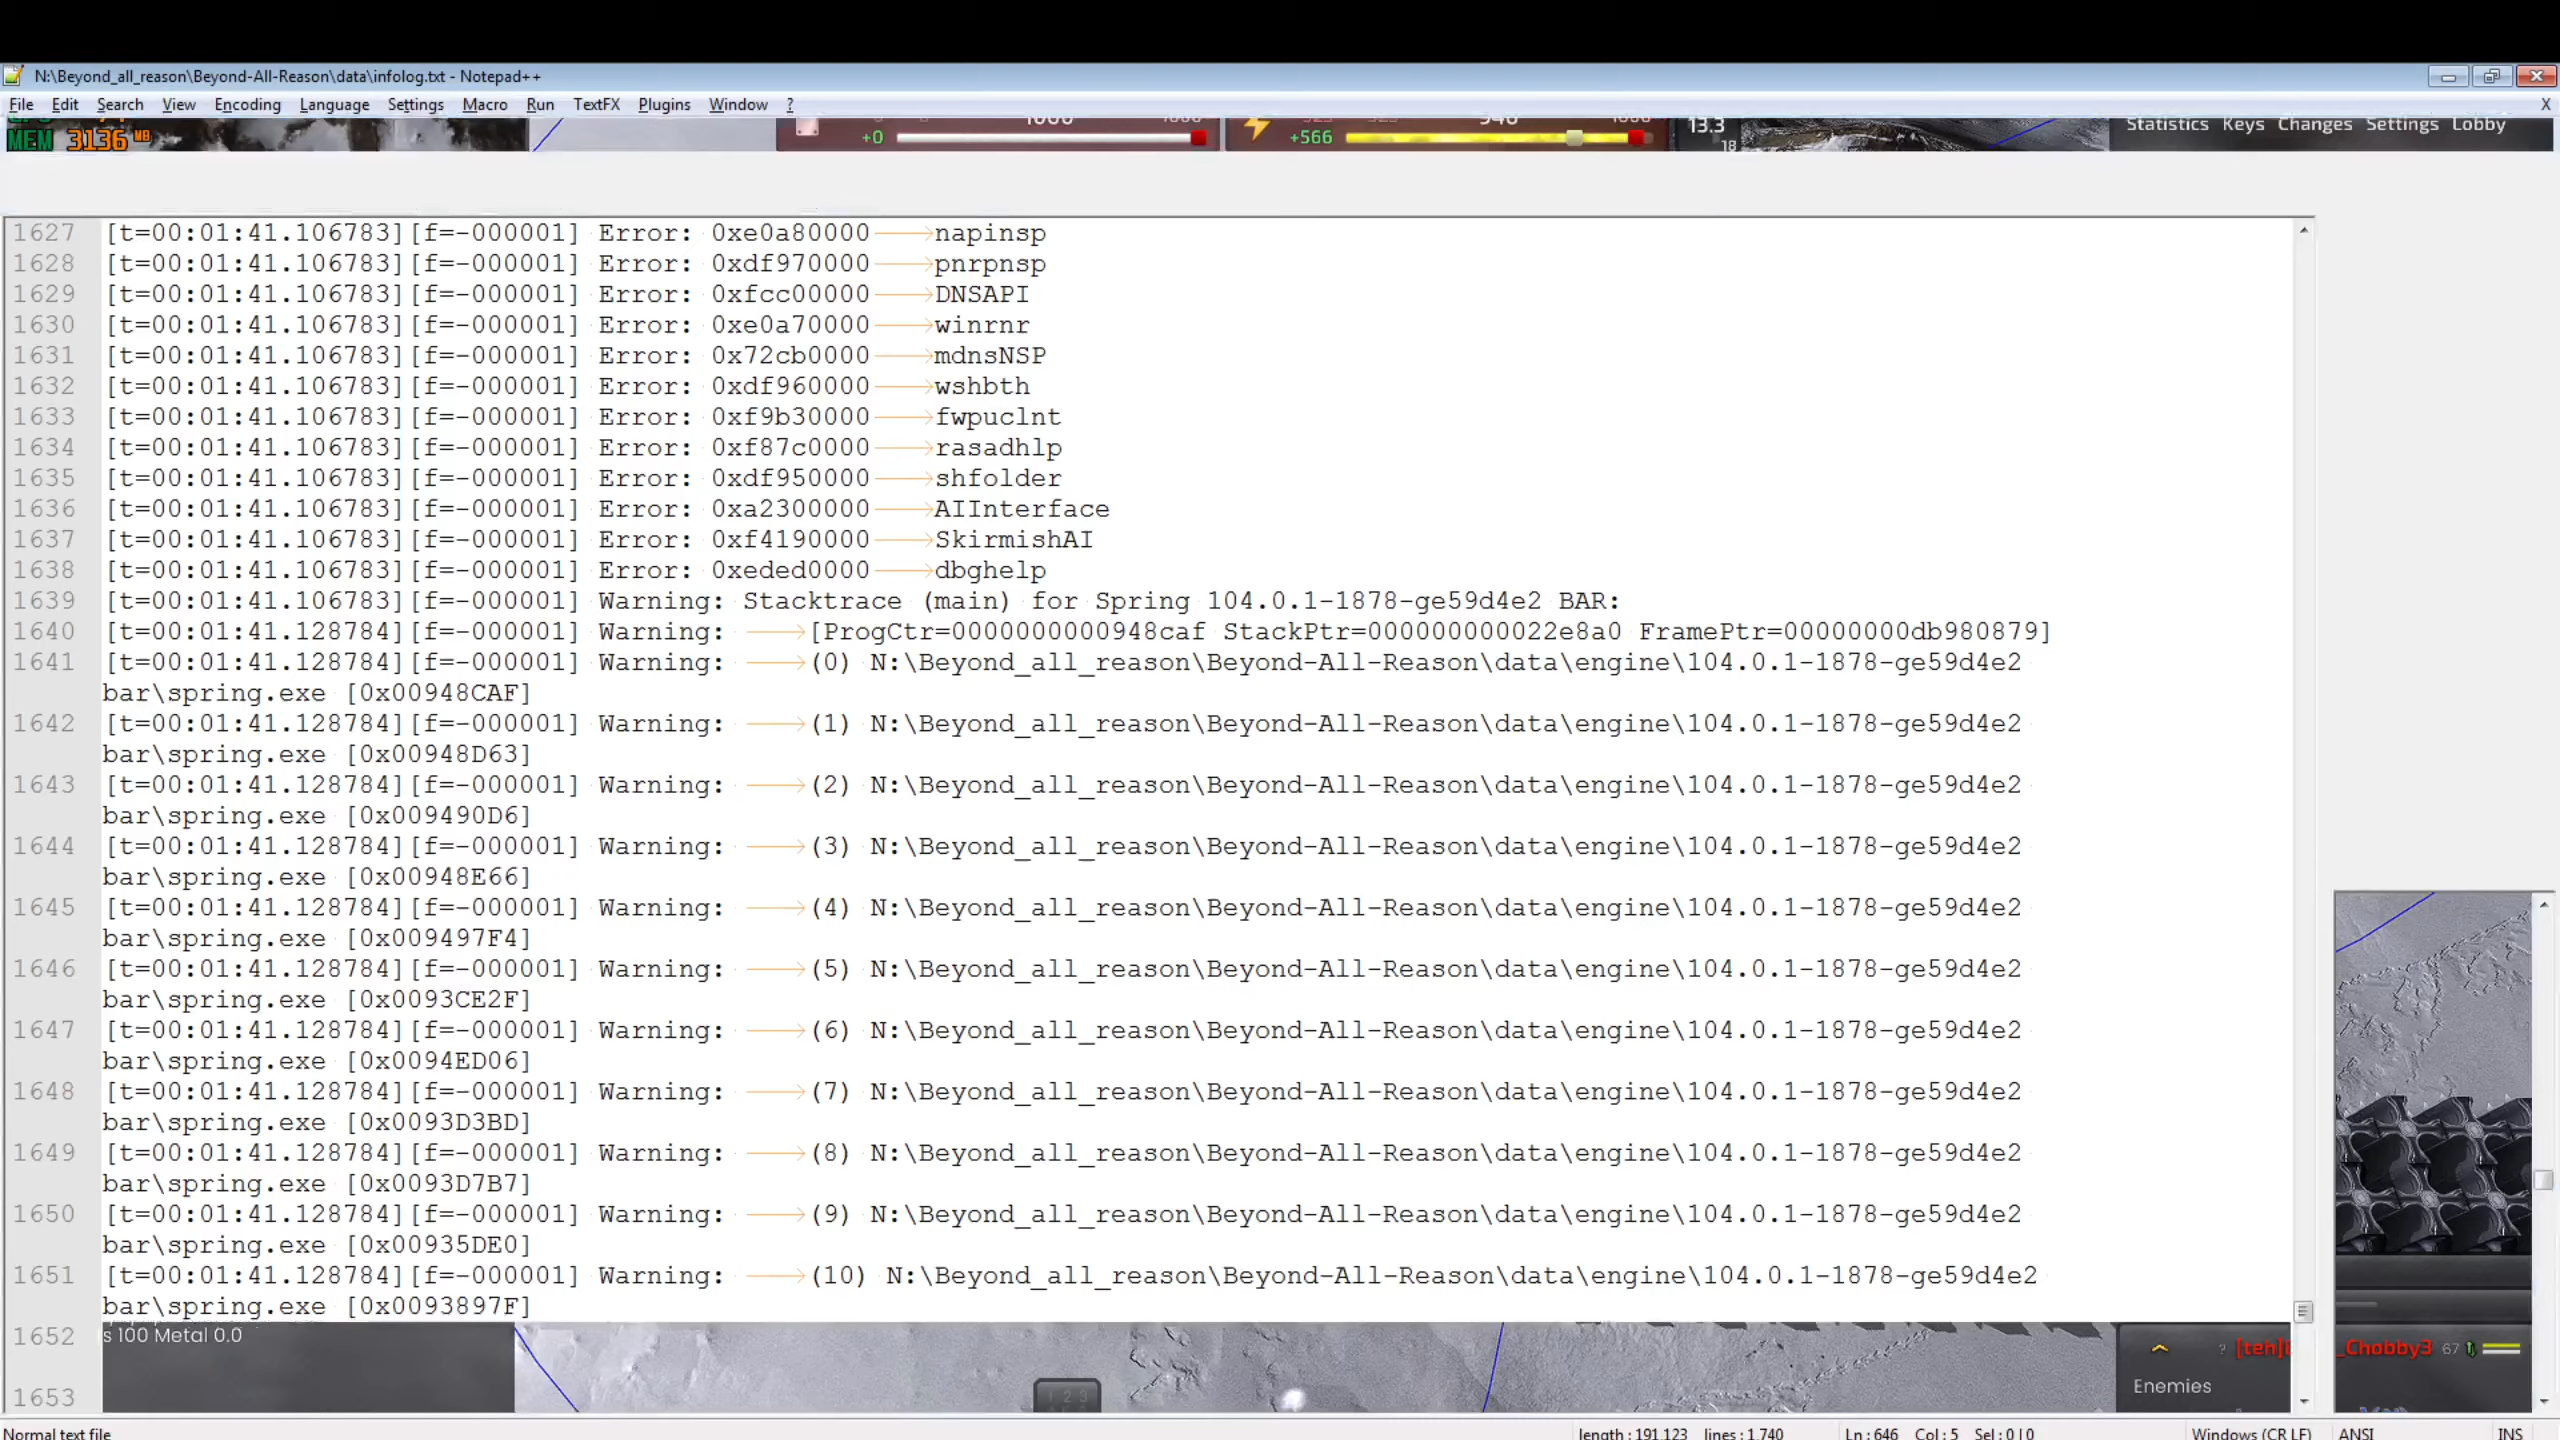 N:\Beyond_all_reason\Beyond-All-Reason\data\infolog.txt - Notepad++
File Edit Search View Encoding Language Settings Macro Run TextFX Plugins Window ? X
MEM 3136 MB +0 +566 13.3 18 Statistics Keys Changes Settings Lobby
1627 [t=00:01:41.106783][f=-000001] Error: 0xe0a80000 napinsp
1628 [t=00:01:41.106783][f=-000001] Error: 0xdf970000 pnrpnsp
1629 [t=00:01:41.106783][f=-000001] Error: 0xfcc00000 DNSAPI
1630 [t=00:01:41.106783][f=-000001] Error: 0xe0a70000 winrnr
1631 [t=00:01:41.106783][f=-000001] Error: 0x72cb0000 mdnsNSP
1632 [t=00:01:41.106783][f=-000001] Error: 0xdf960000 wshbth
1633 [t=00:01:41.106783][f=-000001] Error: 0xf9b30000 fwpuclnt
1634 [t=00:01:41.106783][f=-000001] Error: 0xf87c0000 rasadhlp
1635 [t=00:01:41.106783][f=-000001] Error: 0xdf950000 shfolder
1636 [t=00:01:41.106783][f=-000001] Error: 0xa2300000 AIInterface
1637 [t=00:01:41.106783][f=-000001] Error: 0xf4190000 SkirmishAI
1638 [t=00:01:41.106783][f=-000001] Error: 0xeded0000 dbghelp
1639 [t=00:01:41.106783][f=-000001] Warning: Stacktrace (main) for Spring 104.0.1-1878-ge59d4e2 BAR:
1640 [t=00:01:41.128784][f=-000001] Warning: [ProgCtr=0000000000948caf StackPtr=000000000022e8a0 FramePtr=00000000db980879]
1641 [t=00:01:41.128784][f=-000001] Warning: (0) N:\Beyond_all_reason\Beyond-All-Reason\data\engine\104.0.1-1878-ge59d4e2
bar\spring.exe [0x00948CAF]
1642 [t=00:01:41.128784][f=-000001] Warning: (1) N:\Beyond_all_reason\Beyond-All-Reason\data\engine\104.0.1-1878-ge59d4e2
bar\spring.exe [0x00948D63]
1643 [t=00:01:41.128784][f=-000001] Warning: (2) N:\Beyond_all_reason\Beyond-All-Reason\data\engine\104.0.1-1878-ge59d4e2
bar\spring.exe [0x009490D6]
1644 [t=00:01:41.128784][f=-000001] Warning: (3) N:\Beyond_all_reason\Beyond-All-Reason\data\engine\104.0.1-1878-ge59d4e2
bar\spring.exe [0x00948E66]
1645 [t=00:01:41.128784][f=-000001] Warning: (4) N:\Beyond_all_reason\Beyond-All-Reason\data\engine\104.0.1-1878-ge59d4e2
bar\spring.exe [0x009497F4]
1646 [t=00:01:41.128784][f=-000001] Warning: (5) N:\Beyond_all_reason\Beyond-All-Reason\data\engine\104.0.1-1878-ge59d4e2
bar\spring.exe [0x0093CE2F]
1647 [t=00:01:41.128784][f=-000001] Warning: (6) N:\Beyond_all_reason\Beyond-All-Reason\data\engine\104.0.1-1878-ge59d4e2
bar\spring.exe [0x0094ED06]
1648 [t=00:01:41.128784][f=-000001] Warning: (7) N:\Beyond_all_reason\Beyond-All-Reason\data\engine\104.0.1-1878-ge59d4e2
bar\spring.exe [0x0093D3BD]
1649 [t=00:01:41.128784][f=-000001] Warning: (8) N:\Beyond_all_reason\Beyond-All-Reason\data\engine\104.0.1-1878-ge59d4e2
bar\spring.exe [0x0093D7B7]
1650 [t=00:01:41.128784][f=-000001] Warning: (9) N:\Beyond_all_reason\Beyond-All-Reason\data\engine\104.0.1-1878-ge59d4e2
bar\spring.exe [0x00935DE0]
1651 [t=00:01:41.128784][f=-000001] Warning: (10) N:\Beyond_all_reason\Beyond-All-Reason\data\engine\104.0.1-1878-ge59d4e2
bar\spring.exe [0x0093897F]
1652 s 100 Metal 0.0
[teh] _Chobby3 67
Enemies
1653
Normal text file length : 191,123 lines : 1,740 Ln : 646 Col : 5 Sel : 0 | 0 Windows (CR LF) ANSI INS